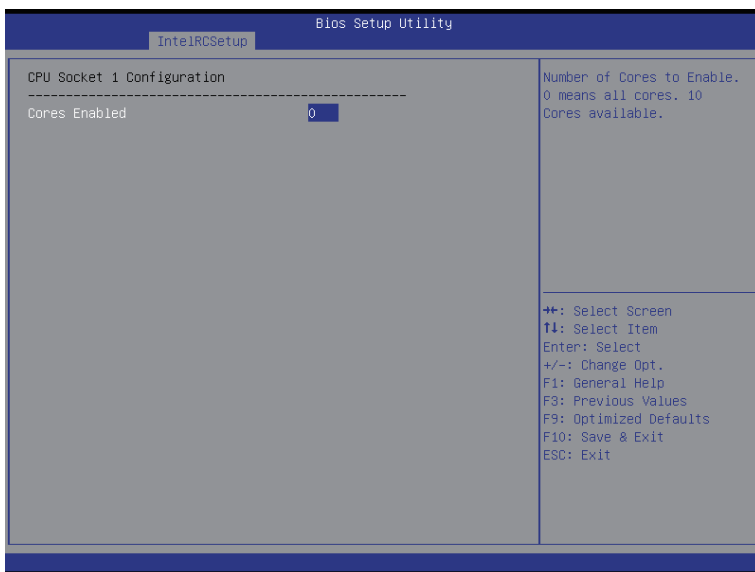 Bios Setup Utility
IntelRCSetup
CPU Socket 1 Configuration
--------------------------------------------------
Cores Enabled 0
Number of Cores to Enable.
0 means all cores. 10
Cores available.
→←: Select Screen
↑↓: Select Item
Enter: Select
+/-: Change Opt.
F1: General Help
F3: Previous Values
F9: Optimized Defaults
F10: Save & Exit
ESC: Exit